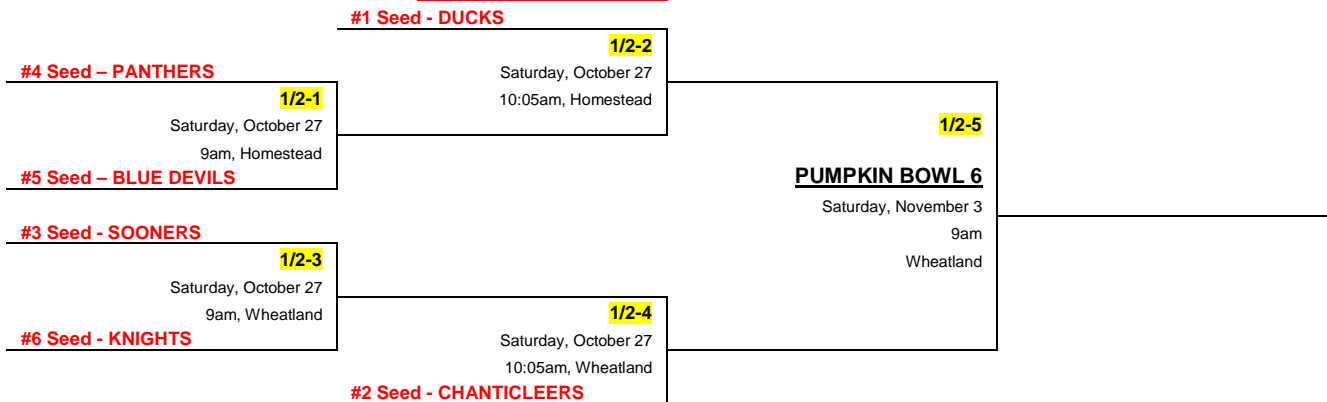 #1 Seed - DUCKS
1/2-2
Saturday, October 27
10:05am, Homestead
#4 Seed – PANTHERS
1/2-1
Saturday, October 27
9am, Homestead
#5 Seed – BLUE DEVILS
1/2-5
PUMPKIN BOWL 6
Saturday, November 3
9am
Wheatland
#3 Seed - SOONERS
1/2-3
Saturday, October 27
9am, Wheatland
#6 Seed - KNIGHTS
1/2-4
Saturday, October 27
10:05am, Wheatland
#2 Seed - CHANTICLEERS